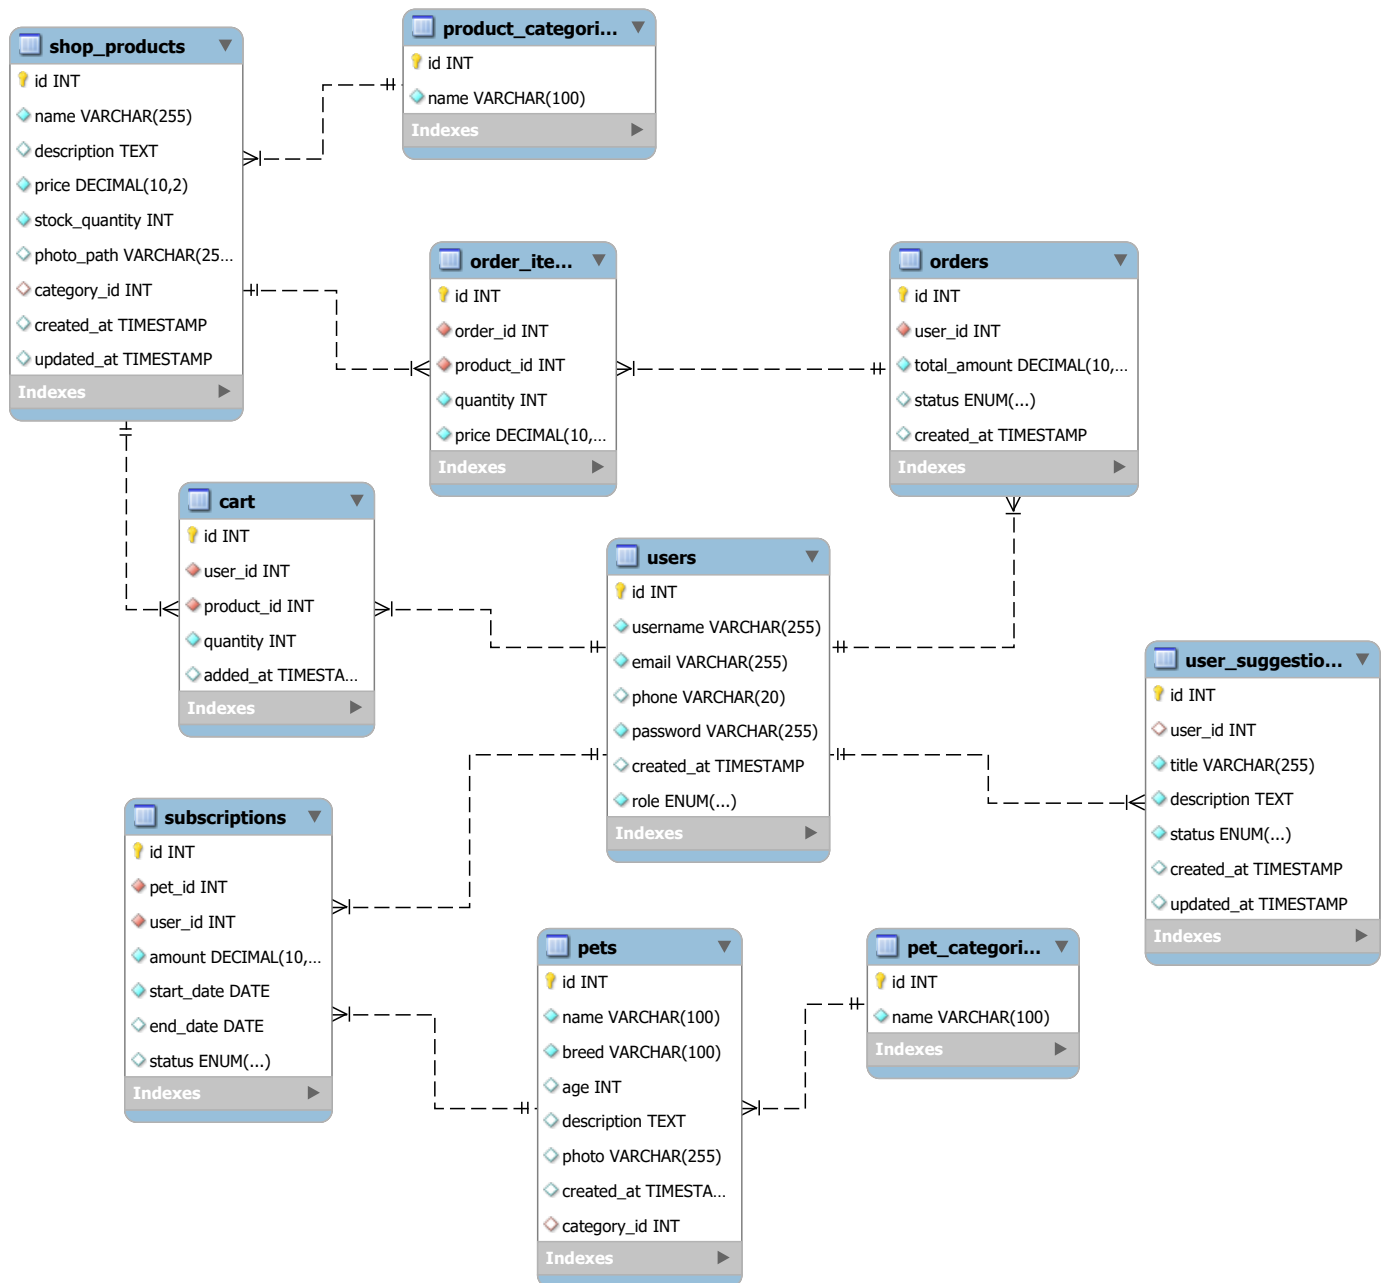 shop_products
id INT
name VARCHAR(255)
description TEXT
price DECIMAL(10,2)
stock_quantity INT
photo_path VARCHAR(25...
category_id INT
created_at TIMESTAMP
updated_at TIMESTAMP
Indexes
product_categori...
id INT
name VARCHAR(100)
Indexes
order_ite...
id INT
order_id INT
product_id INT
quantity INT
price DECIMAL(10,...
Indexes
orders
id INT
user_id INT
total_amount DECIMAL(10,...
status ENUM(...)
created_at TIMESTAMP
Indexes
cart
id INT
user_id INT
product_id INT
quantity INT
added_at TIMESTA...
Indexes
users
id INT
username VARCHAR(255)
email VARCHAR(255)
phone VARCHAR(20)
password VARCHAR(255)
created_at TIMESTAMP
role ENUM(...)
Indexes
user_suggestio...
id INT
user_id INT
title VARCHAR(255)
description TEXT
status ENUM(...)
created_at TIMESTAMP
updated_at TIMESTAMP
Indexes
subscriptions
id INT
pet_id INT
user_id INT
amount DECIMAL(10,...
start_date DATE
end_date DATE
status ENUM(...)
Indexes
pets
id INT
name VARCHAR(100)
breed VARCHAR(100)
age INT
description TEXT
photo VARCHAR(255)
created_at TIMESTA...
category_id INT
Indexes
pet_categori...
id INT
name VARCHAR(100)
Indexes